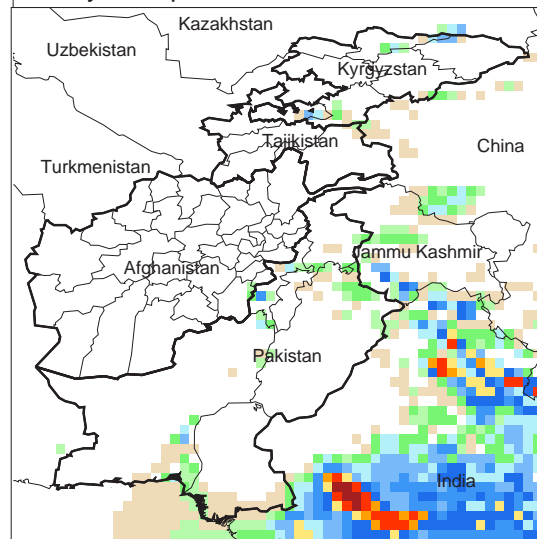 Kazakhstan
Uzbekistan
Kyrgyzstan
Tajikistan
China
Turkmenistan
Jammu Kashmir
Afghanistan
Pakistan
India